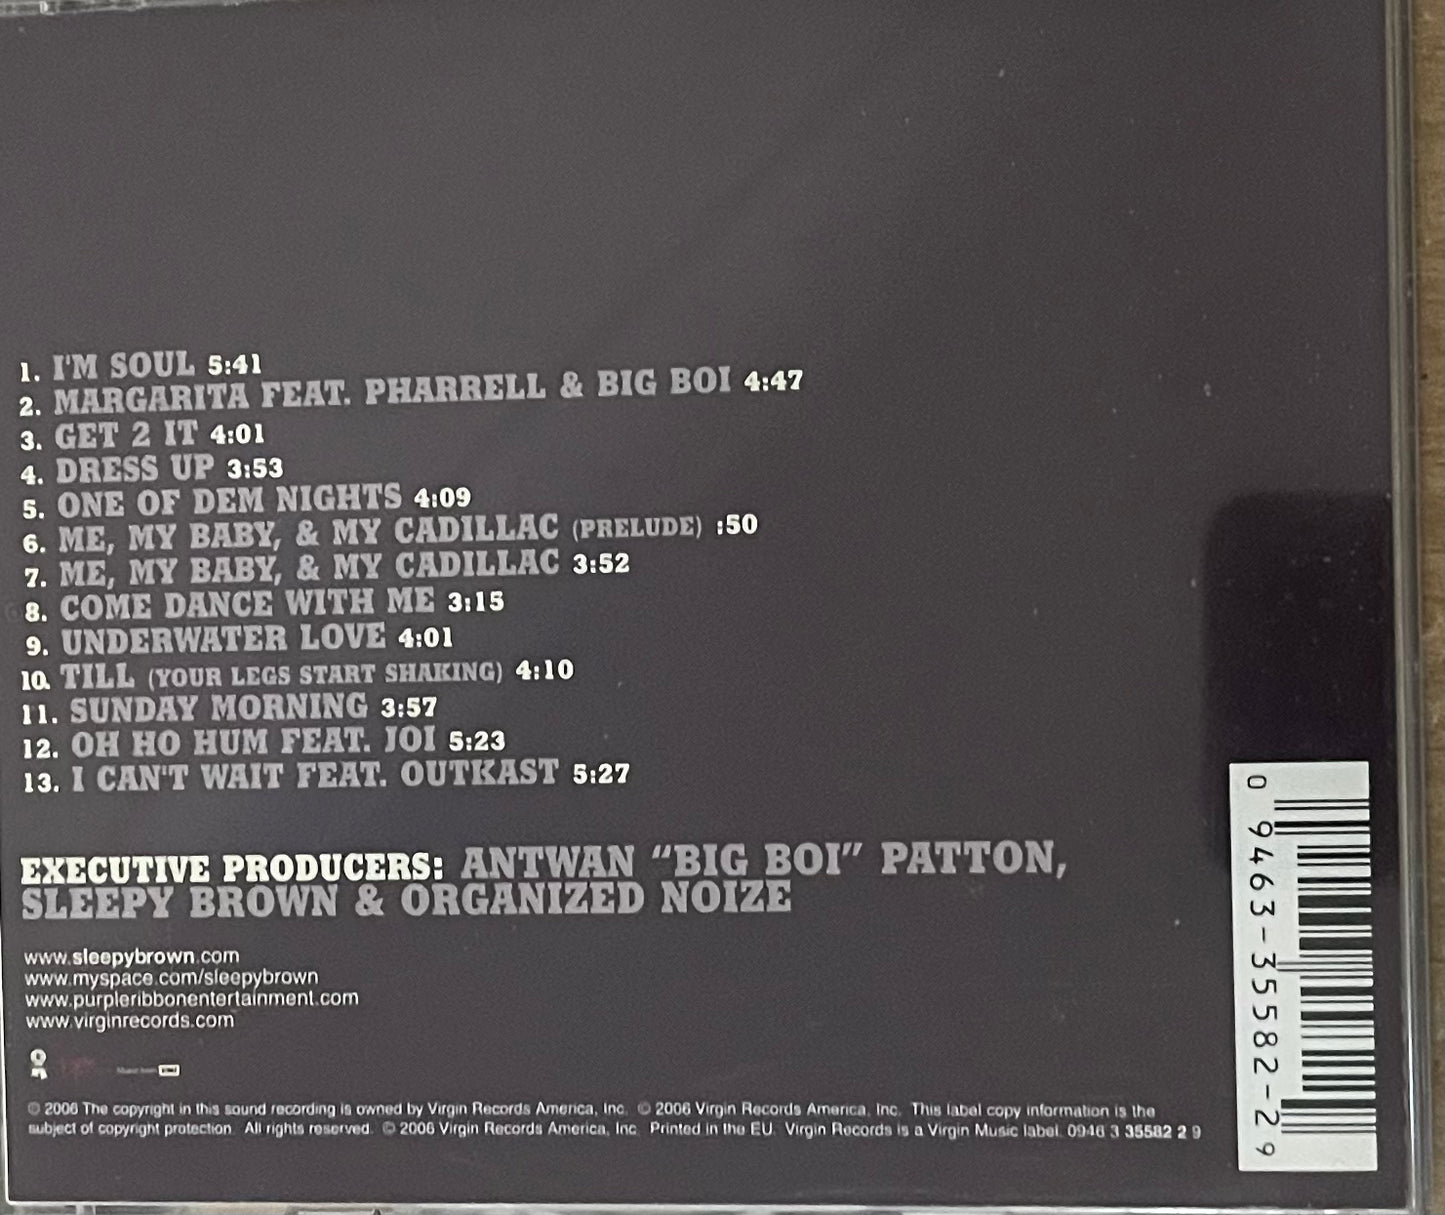 1. I'M SOUL 5:41
2. MARGARITA FEAT. PHARRELL & BIG BOI 4:47
3. GET 2 IT 4:01
4. DRESS UP 3:53
5. ONE OF DEM NIGHTS 4:09
6. ME, MY BABY, & MY CADILLAC (PRELUDE) :50
7. ME, MY BABY, & MY CADILLAC 3:52
8. COME DANCE WITH ME 3:15
9. UNDERWATER LOVE 4:01
10. TILL (YOUR LEGS START SHAKING) 4:10
11. SUNDAY MORNING 3:57
12. OH HO HUM FEAT. JOI 5:23
13. I CAN'T WAIT FEAT. OUTKAST 5:27
EXECUTIVE PRODUCERS: ANTWAN “BIG BOI” PATTON,
SLEEPY BROWN & ORGANIZED NOIZE
www.sleepybrown.com
www.myspace.com/sleepybrown
www.purpleribbonentertainment.com
www.virginrecords.com
℗ 2006 The copyright in this sound recording is owned by Virgin Records America, Inc. © 2006 Virgin Records America, Inc. This label copy information is the
subject of copyright protection. All rights reserved. © 2006 Virgin Records America, Inc. Printed in the EU. Virgin Records is a Virgin Music label. 0946 3 35582 2 9
0 9463-35582-2 9